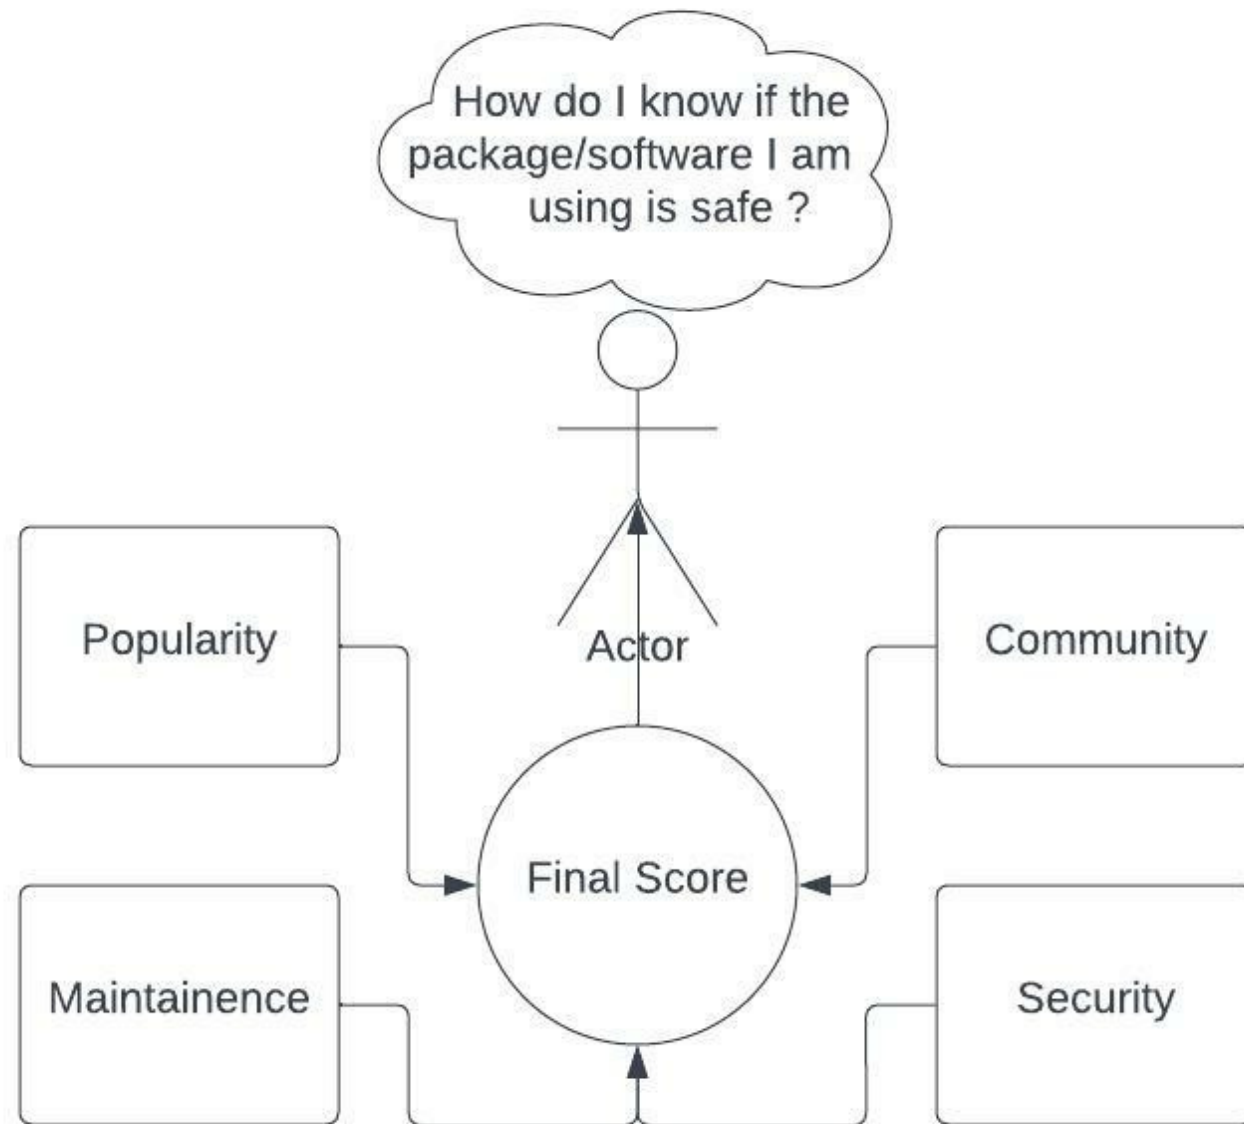 How do I know if the
package/software I am
using is safe ?
Popularity
Actor
Community
Final Score
Maintainence
Security